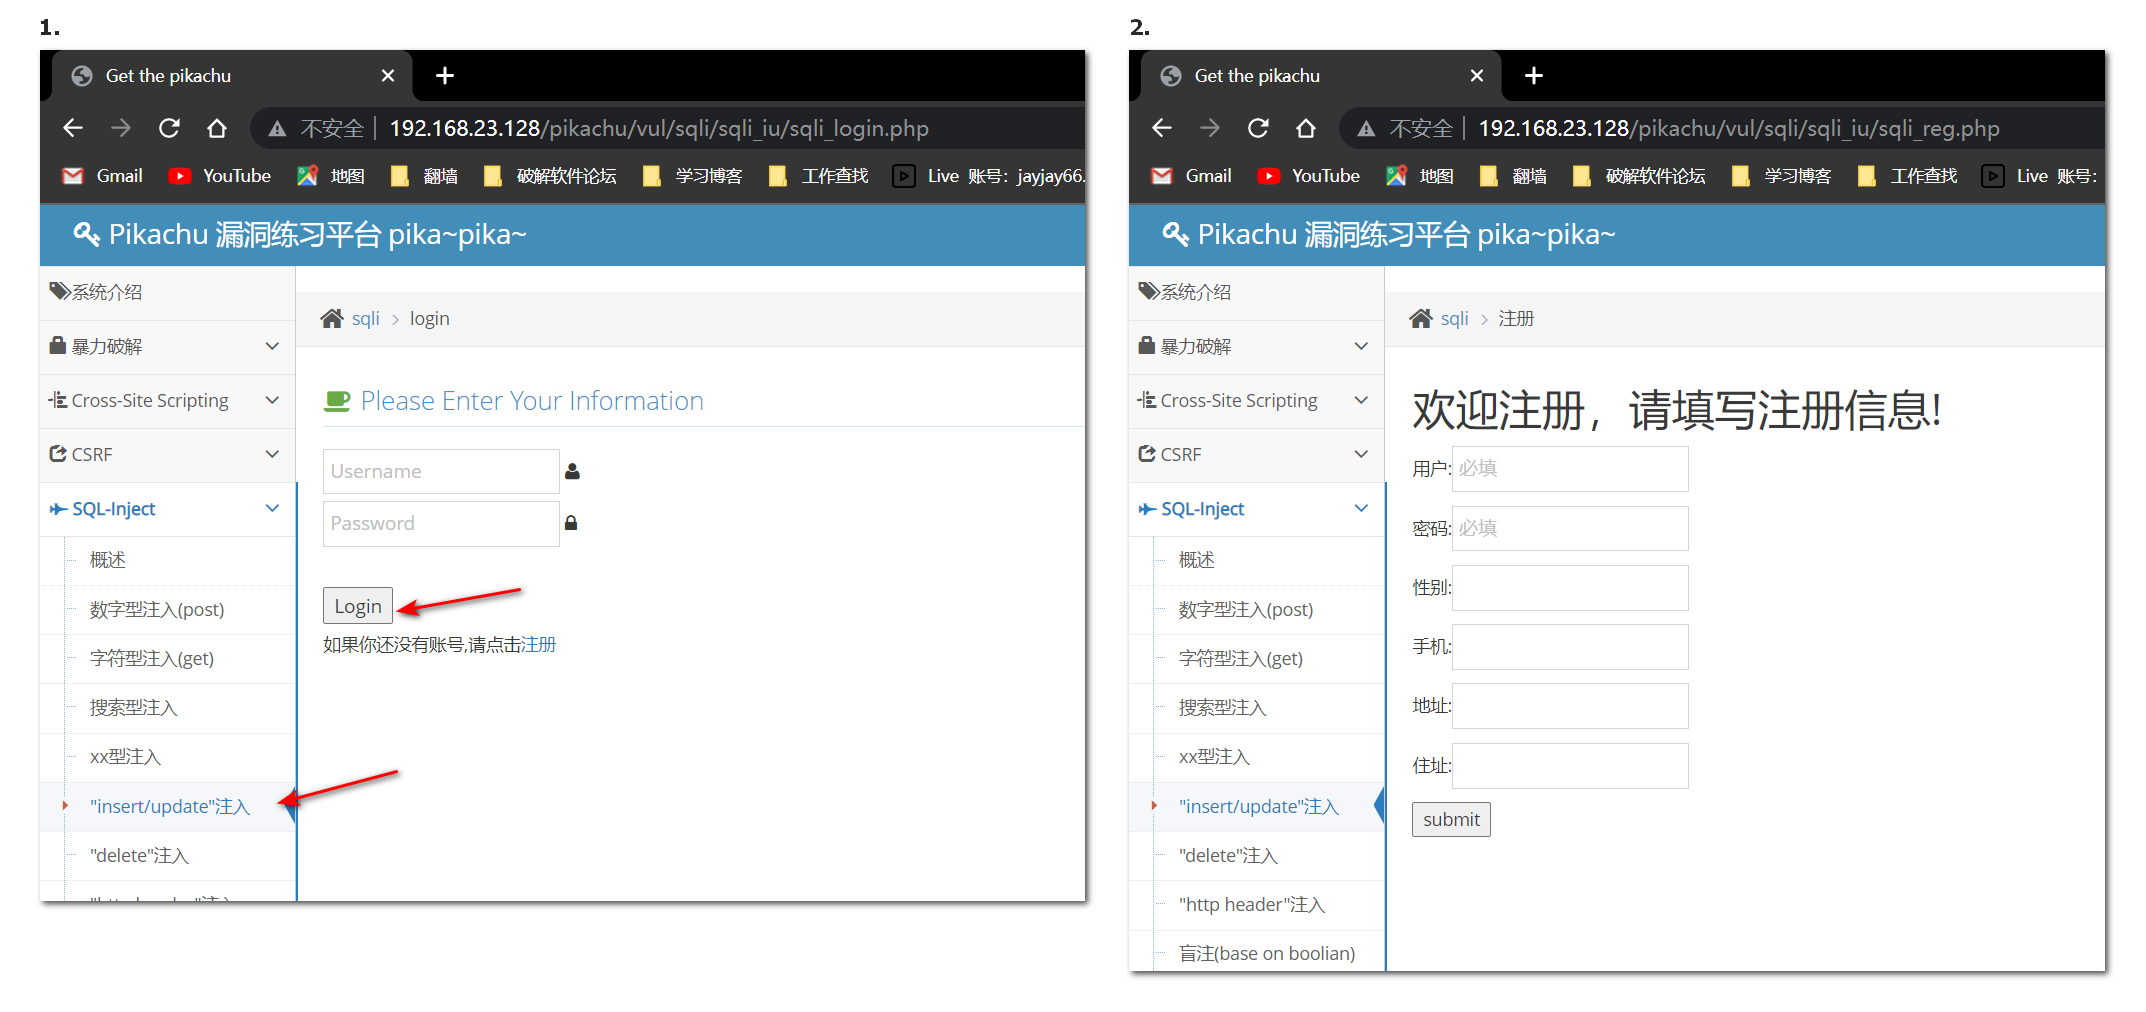 1.
Get the pikachu
不安全 192.168.23.128/pikachu/vul/sqli/sqli_iu/sqli_login.php
Gmail YouTube 地图 翻墙 破解软件论坛 学习博客 工作查找 Live 账号: jayjay66.
Pikachu 漏洞练习平台 pika~pika~
系统介绍
暴力破解
Cross-Site Scripting
CSRF
SQL-Inject
概述
数字型注入(post)
字符型注入(get)
搜索型注入
xx型注入
"insert/update"注入
"delete"注入
sqli > login
Please Enter Your Information
Username
Password
Login
如果你还没有账号,请点击注册
2.
Get the pikachu
不安全 192.168.23.128/pikachu/vul/sqli/sqli_iu/sqli_reg.php
Gmail YouTube 地图 翻墙 破解软件论坛 学习博客 工作查找 Live 账号:
Pikachu 漏洞练习平台 pika~pika~
系统介绍
暴力破解
Cross-Site Scripting
CSRF
SQL-Inject
概述
数字型注入(post)
字符型注入(get)
搜索型注入
xx型注入
"insert/update"注入
"delete"注入
"http header"注入
盲注(base on boolian)
sqli > 注册
欢迎注册，请填写注册信息!
用户: 必填
密码: 必填
性别:
手机:
地址:
住址:
submit